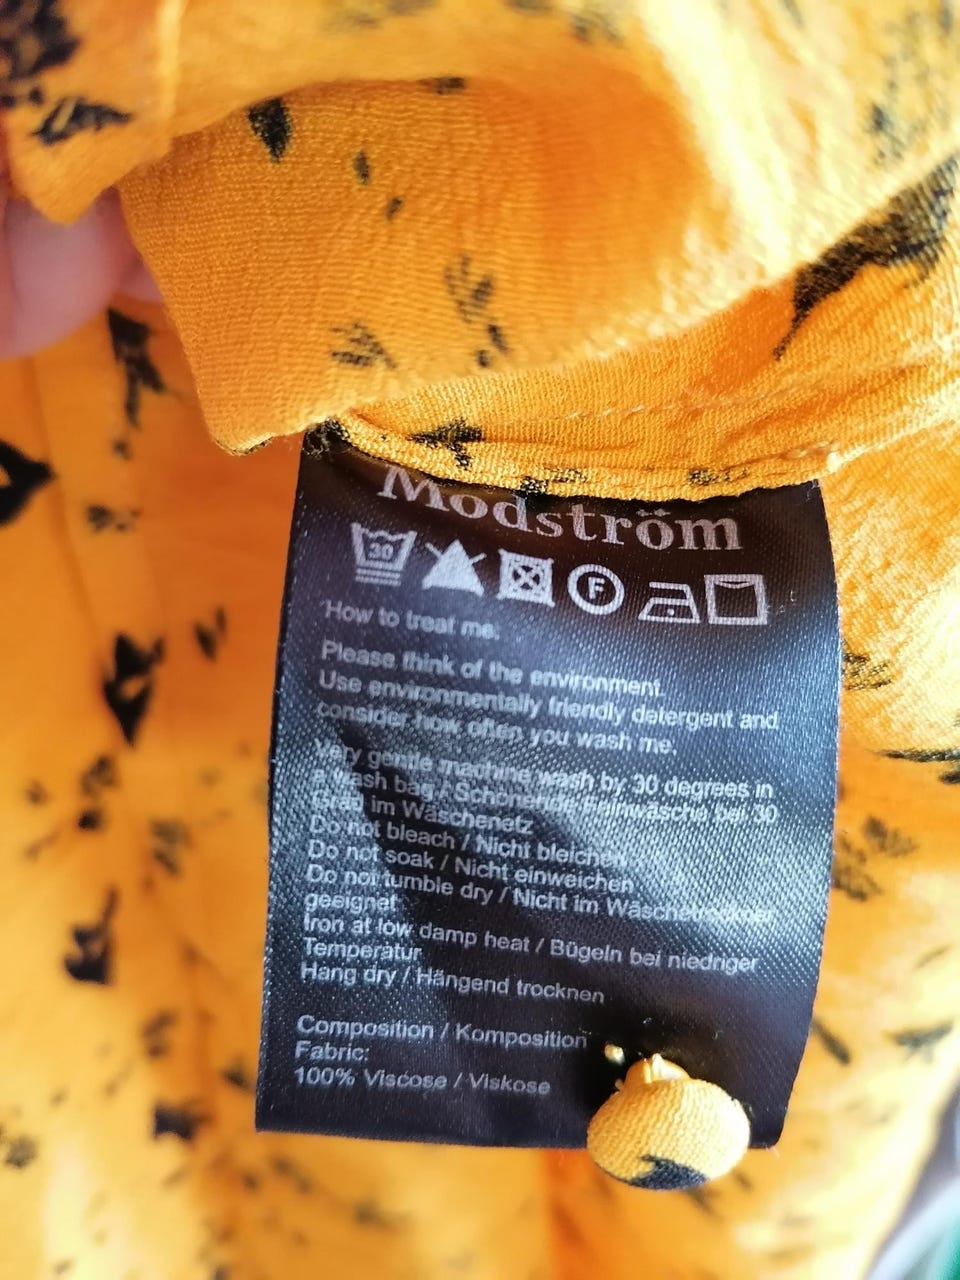 Modström
30
F
How to treat me:
Please think of the environment.
Use environmentally friendly detergent and
consider how often you wash me.
Very gentle machine wash by 30 degrees in
a wash bag / Schonende Feinwäsche bei 30
Grad im Wäschenetz
Do not bleach / Nicht bleichen
Do not soak / Nicht einweichen
Do not tumble dry / Nicht im Wäschetrockner
geeignet
Iron at low damp heat / Bügeln bei niedriger
Temperatur
Hang dry / Hängend trocknen
Composition / Komposition
Fabric:
100% Viscose / Viskose